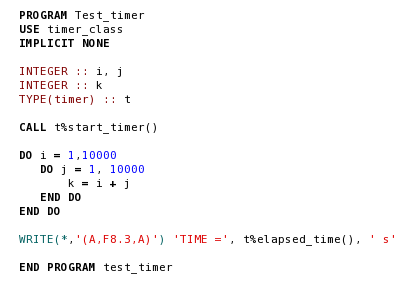 PROGRAM Test_timer
USE timer_class
IMPLICIT NONE
INTEGER :: i, j
INTEGER :: k
TYPE(timer) :: t
CALL t%start_timer()
DO i = 1,10000
DO j = 1, 10000
k = i + j
END DO
END DO
WRITE(*,'(A,F8.3,A)') 'TIME =', t%elapsed_time(), ' s'
END PROGRAM test_timer